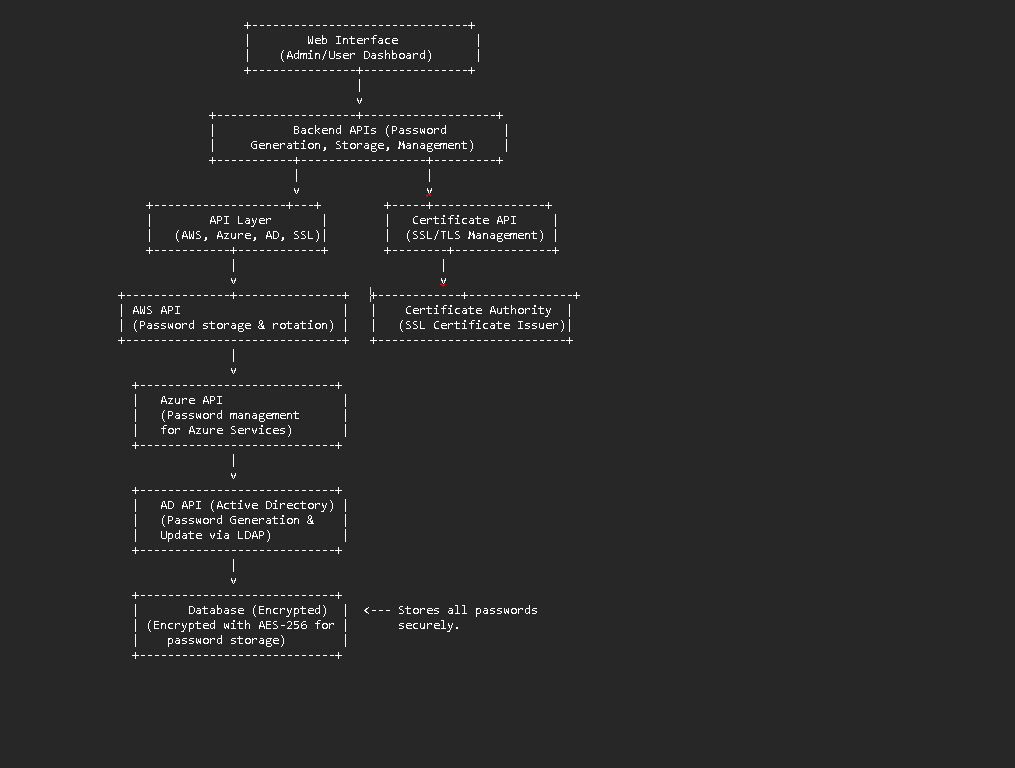 Web Interface
(Admin/User Dashboard)
Backend APIs (Password
Generation, Storage, Management)
API Layer
(AWS, Azure, AD, SSL)
Certificate API
(SSL/TLS Management)
AWS API
(Password storage & rotation)
Certificate Authority
(SSL Certificate Issuer)
Azure API
(Password management
for Azure Services)
AD API (Active Directory)
(Password Generation &
Update via LDAP)
Database (Encrypted)
(Encrypted with AES-256 for
password storage)
<--- Stores all passwords
securely.